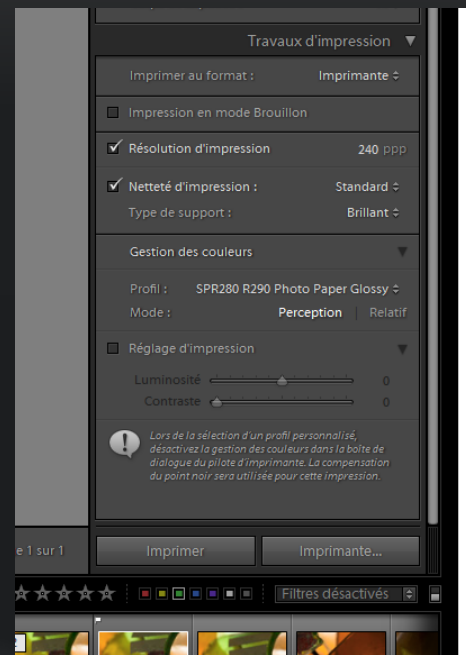 Travaux d'impression
Imprimer au format : Imprimante
Impression en mode Brouillon
Résolution d'impression 240 ppp
Netteté d'impression : Standard
Type de support : Brillant
Gestion des couleurs
Profil : SPR280 R290 Photo Paper Glossy
Mode : Perception Relatif
Réglage d'impression
Luminosité 0
Contraste 0
Lors de la sélection d'un profil personnalisé,
désactivez la gestion des couleurs dans la boîte de
dialogue du pilote d'imprimante. La compensation
du point noir sera utilisée pour cette impression.
e 1 sur 1 Imprimer Imprimante...
Filtres désactivés
2